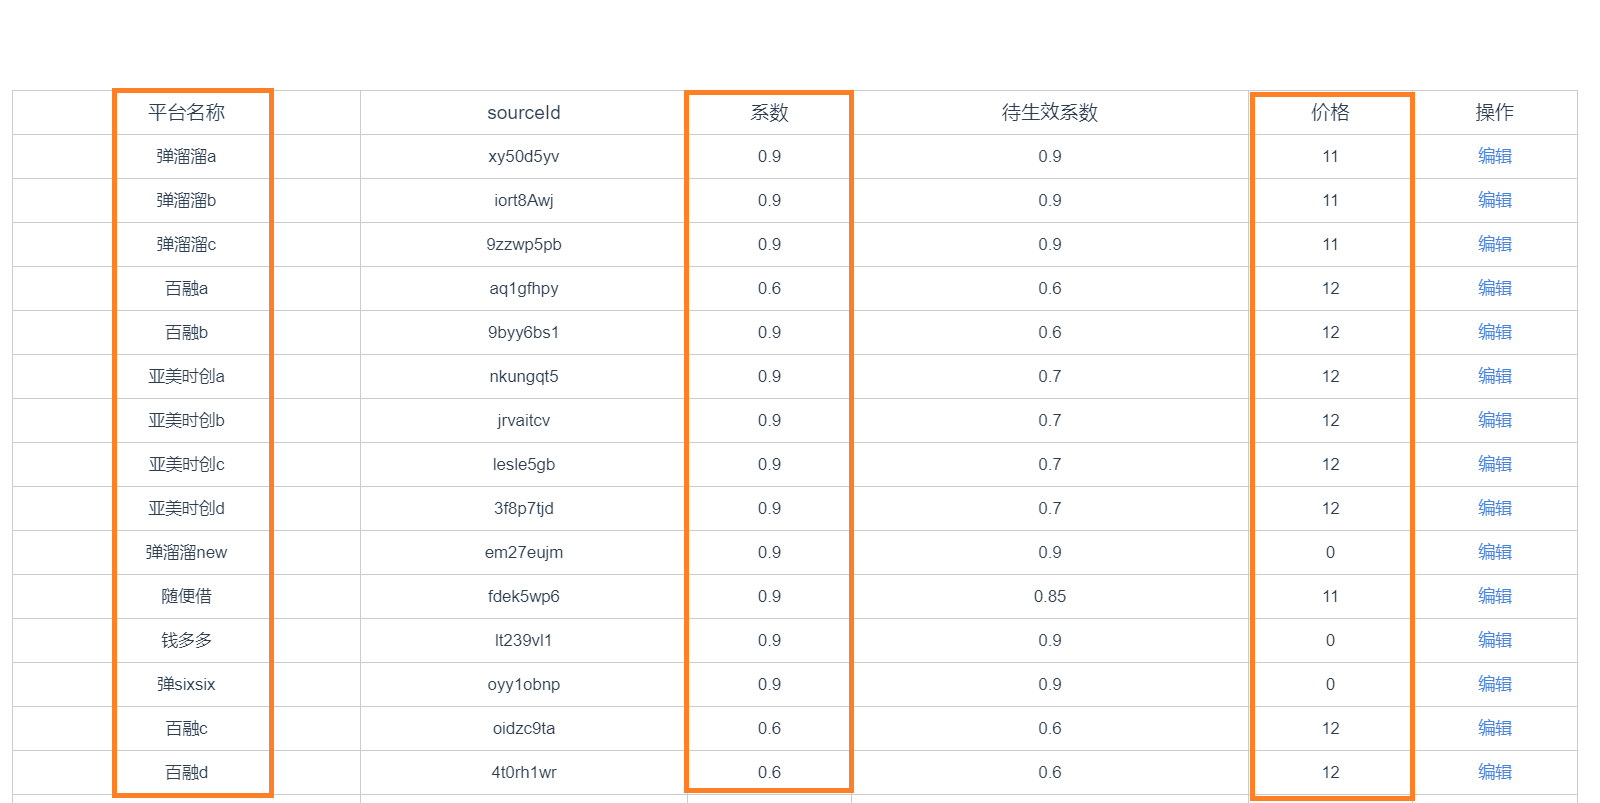 平台名称 sourceId 系数 待生效系数 价格 操作
弹溜溜a xy50d5yv 0.9 0.9 11 编辑
弹溜溜b iort8Awj 0.9 0.9 11 编辑
弹溜溜c 9zzwp5pb 0.9 0.9 11 编辑
百融a aq1gfhpy 0.6 0.6 12 编辑
百融b 9byy6bs1 0.9 0.6 12 编辑
亚美时创a nkungqt5 0.9 0.7 12 编辑
亚美时创b jrvaitcv 0.9 0.7 12 编辑
亚美时创c lesle5gb 0.9 0.7 12 编辑
亚美时创d 3f8p7tjd 0.9 0.7 12 编辑
弹溜溜new em27eujm 0.9 0.9 0 编辑
随便借 fdek5wp6 0.9 0.85 11 编辑
钱多多 lt239vl1 0.9 0.9 0 编辑
弹sixsix oyy1obnp 0.9 0.9 0 编辑
百融c oidzc9ta 0.6 0.6 12 编辑
百融d 4t0rh1wr 0.6 0.6 12 编辑